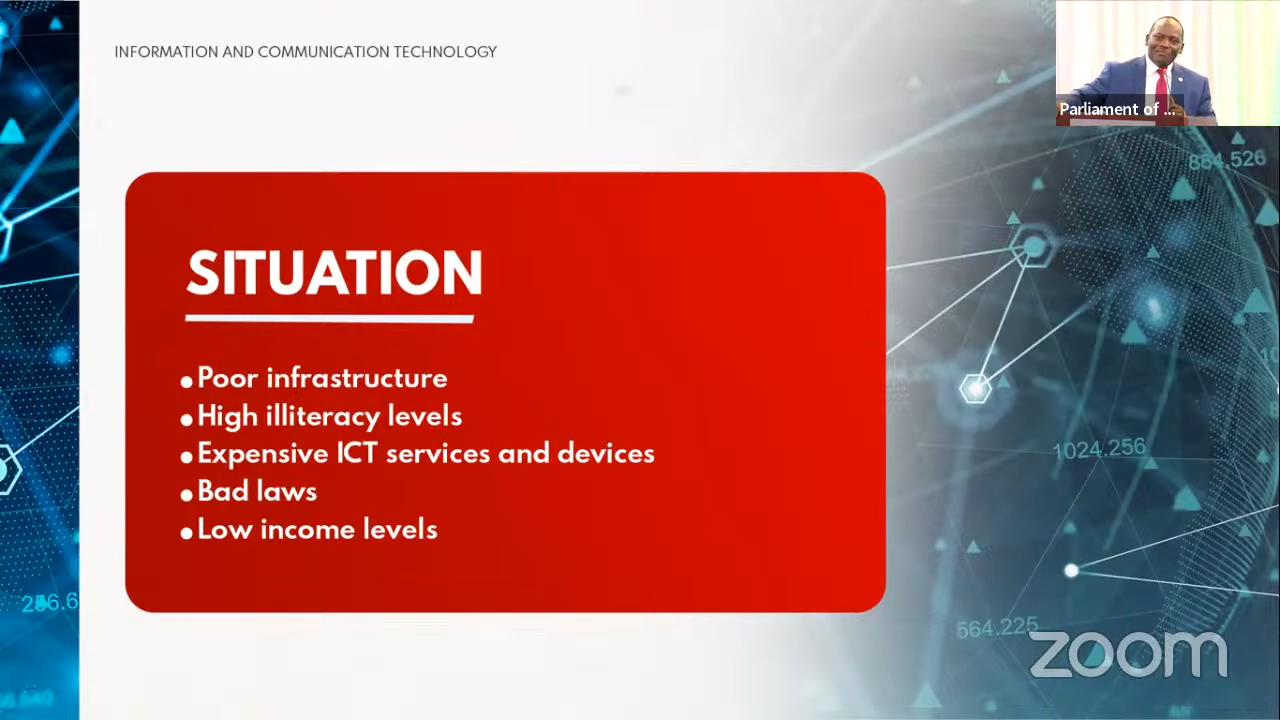 INFORMATION AND COMMUNICATION TECHNOLOGY
Parliament of ...
884.526
SITUATION
• Poor infrastructure
• High illiteracy levels
• Expensive ICT services and devices
• Bad laws
• Low income levels
1024.256
564.225
zoom